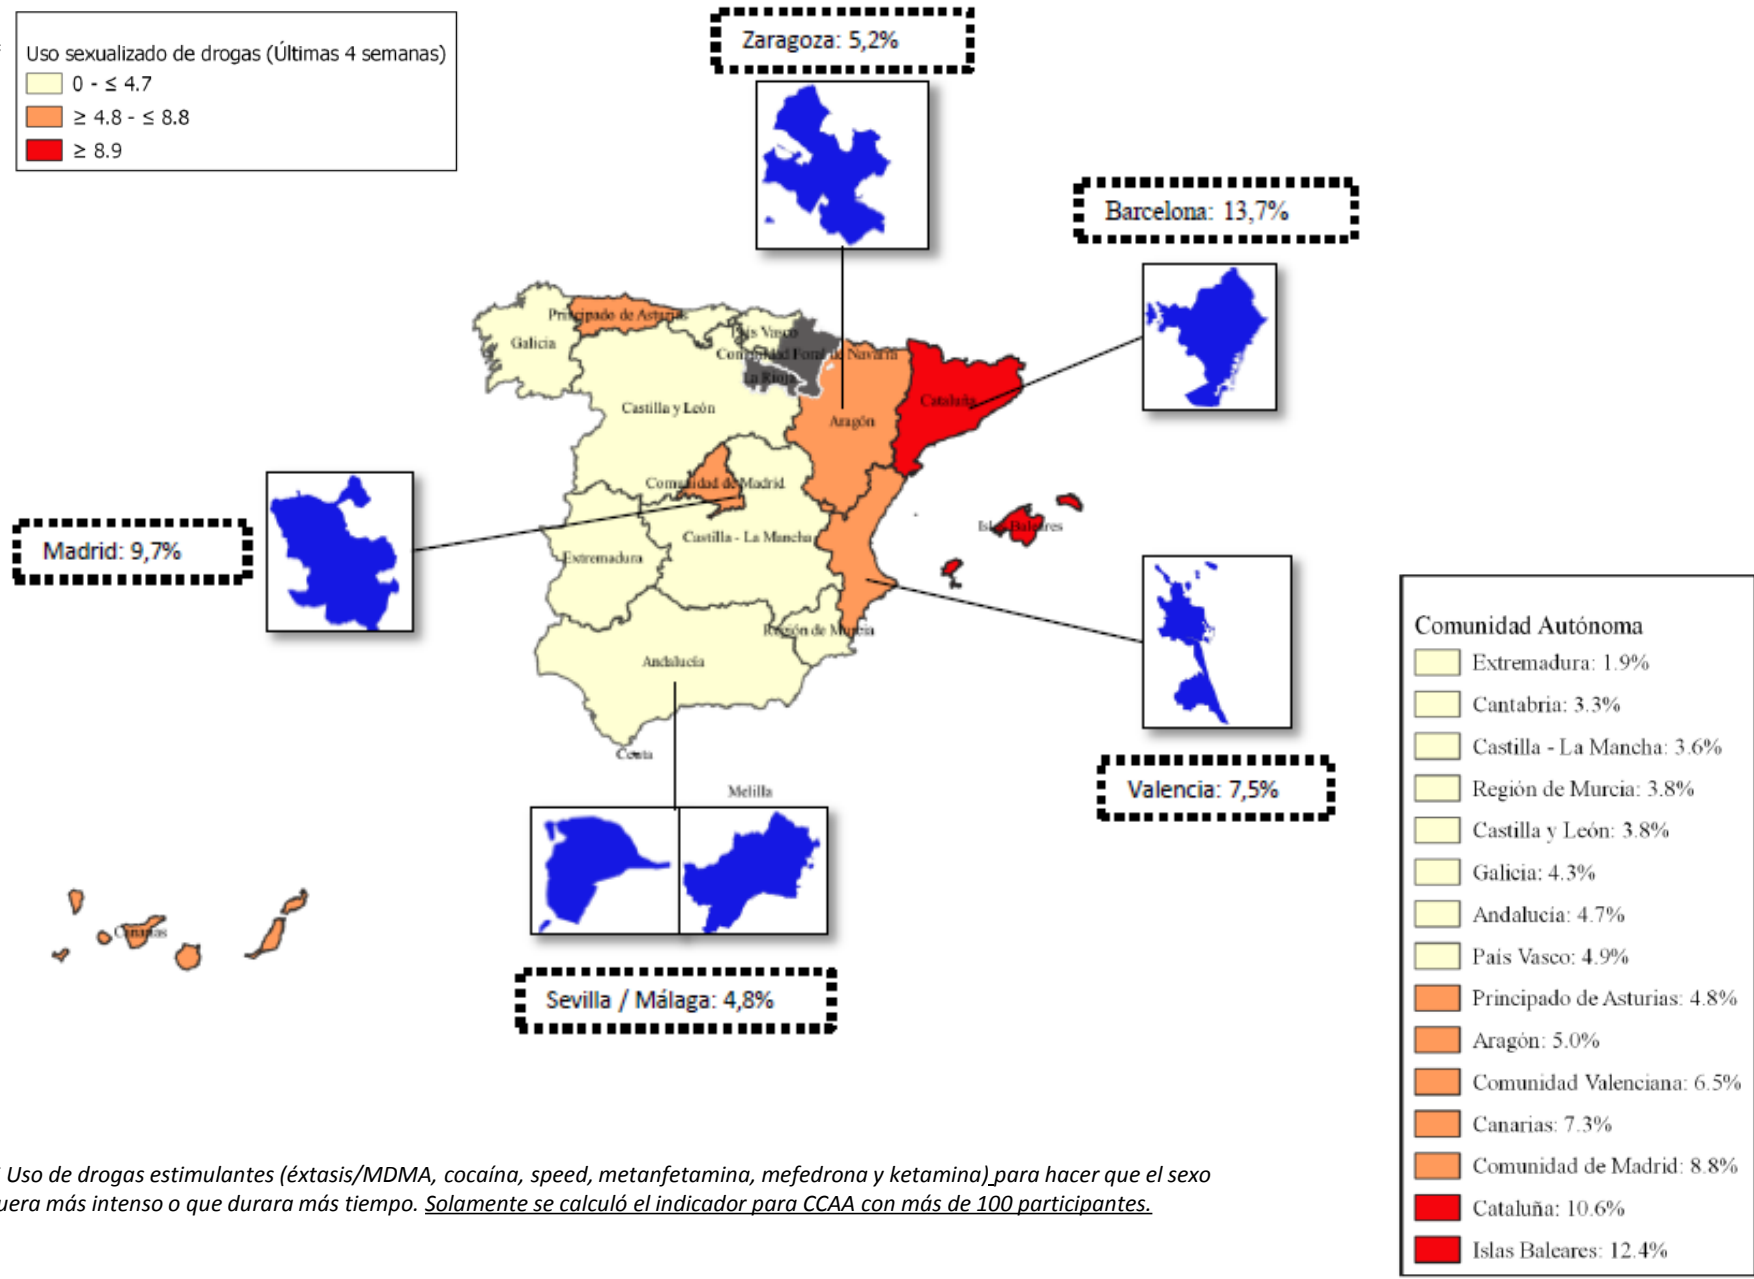 Uso sexualizado de drogas (Últimas 4 semanas)
0 - ≤ 4.7
≥ 4.8 - ≤ 8.8
≥ 8.9
Zaragoza: 5,2%
Barcelona: 13,7%
Principado de Asturias
Galicia
País Vasco
Comunidad Foral de Navarra
La Rioja
Castilla y León
Aragón
Cataluña
Comunidad de Madrid
Islas Baleares
Madrid: 9,7%
Castilla - La Mancha
Extremadura
Región de Murcia
Andalucía
Ceuta
Melilla
Valencia: 7,5%
Canarias
Sevilla / Málaga: 4,8%
Comunidad Autónoma
Extremadura: 1.9%
Cantabria: 3.3%
Castilla - La Mancha: 3.6%
Región de Murcia: 3.8%
Castilla y León: 3.8%
Galicia: 4.3%
Andalucía: 4.7%
País Vasco: 4.9%
Principado de Asturias: 4.8%
Aragón: 5.0%
Comunidad Valenciana: 6.5%
Canarias: 7.3%
Comunidad de Madrid: 8.8%
Cataluña: 10.6%
Islas Baleares: 12.4%
Uso de drogas estimulantes (éxtasis/MDMA, cocaína, speed, metanfetamina, mefedrona y ketamina) para hacer que el sexo
uera más intenso o que durara más tiempo. Solamente se calculó el indicador para CCAA con más de 100 participantes.